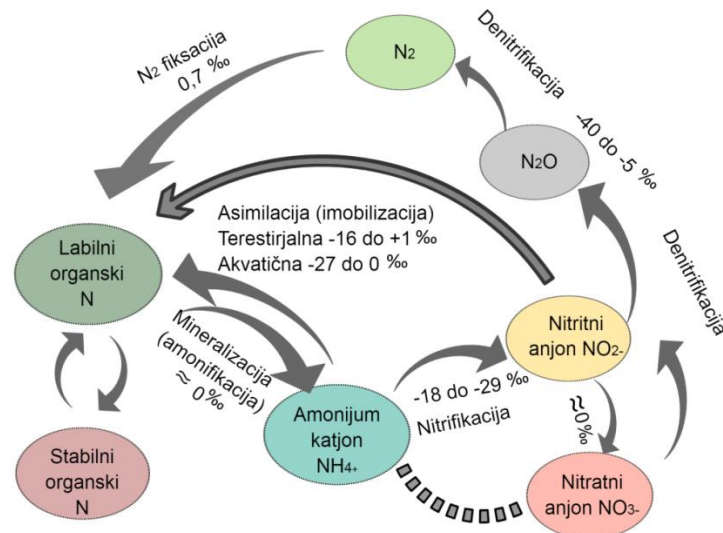 N2 fiksacija
0,7 ‰
N2
Denitrifikacija
-40 do -5 ‰
N2O
Asimilacija (imobilizacija)
Terestirjalna -16 do +1 ‰
Akvatična -27 do 0 ‰
Labilni
organski
N
Denitrifikacija
Mineralizacija
(amonifikacija)
≈ 0‰
Nitritni
anjon NO2-
-18 do -29 ‰
Nitrifikacija
≈0‰
Amonijum
katjon
NH4+
Stabilni
organski
N
Nitratni
anjon NO3-